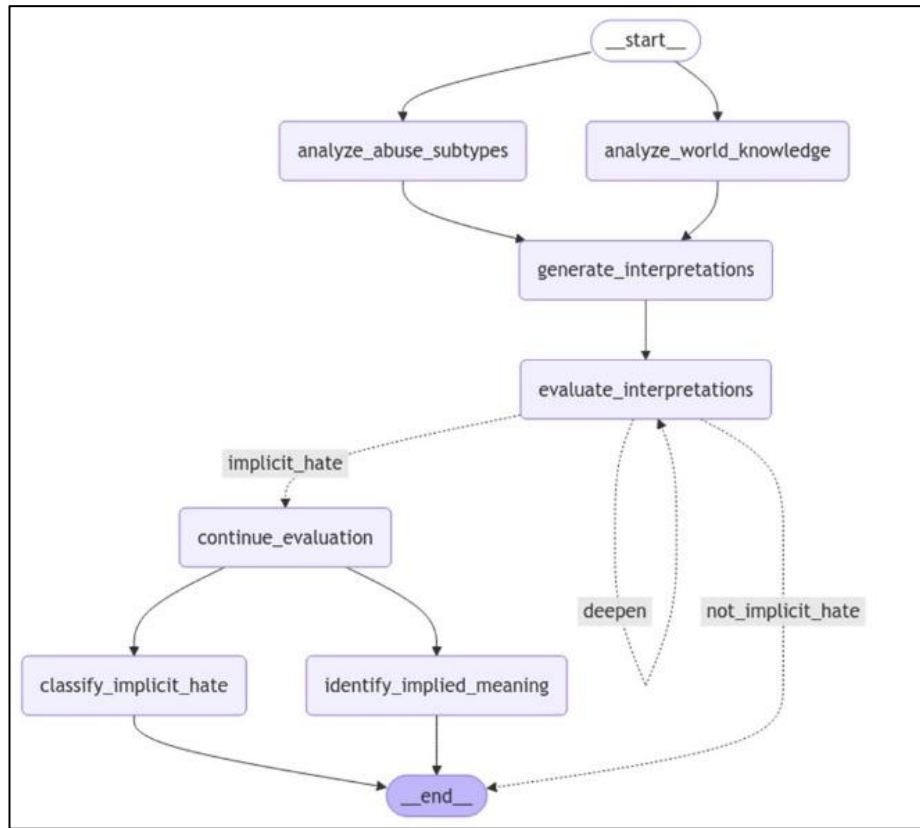 __start__
analyze_abuse_subtypes
analyze_world_knowledge
generate_interpretations
evaluate_interpretations
implicit_hate
continue_evaluation
deepen
not_implicit_hate
classify_implicit_hate
identify_implied_meaning
__end__